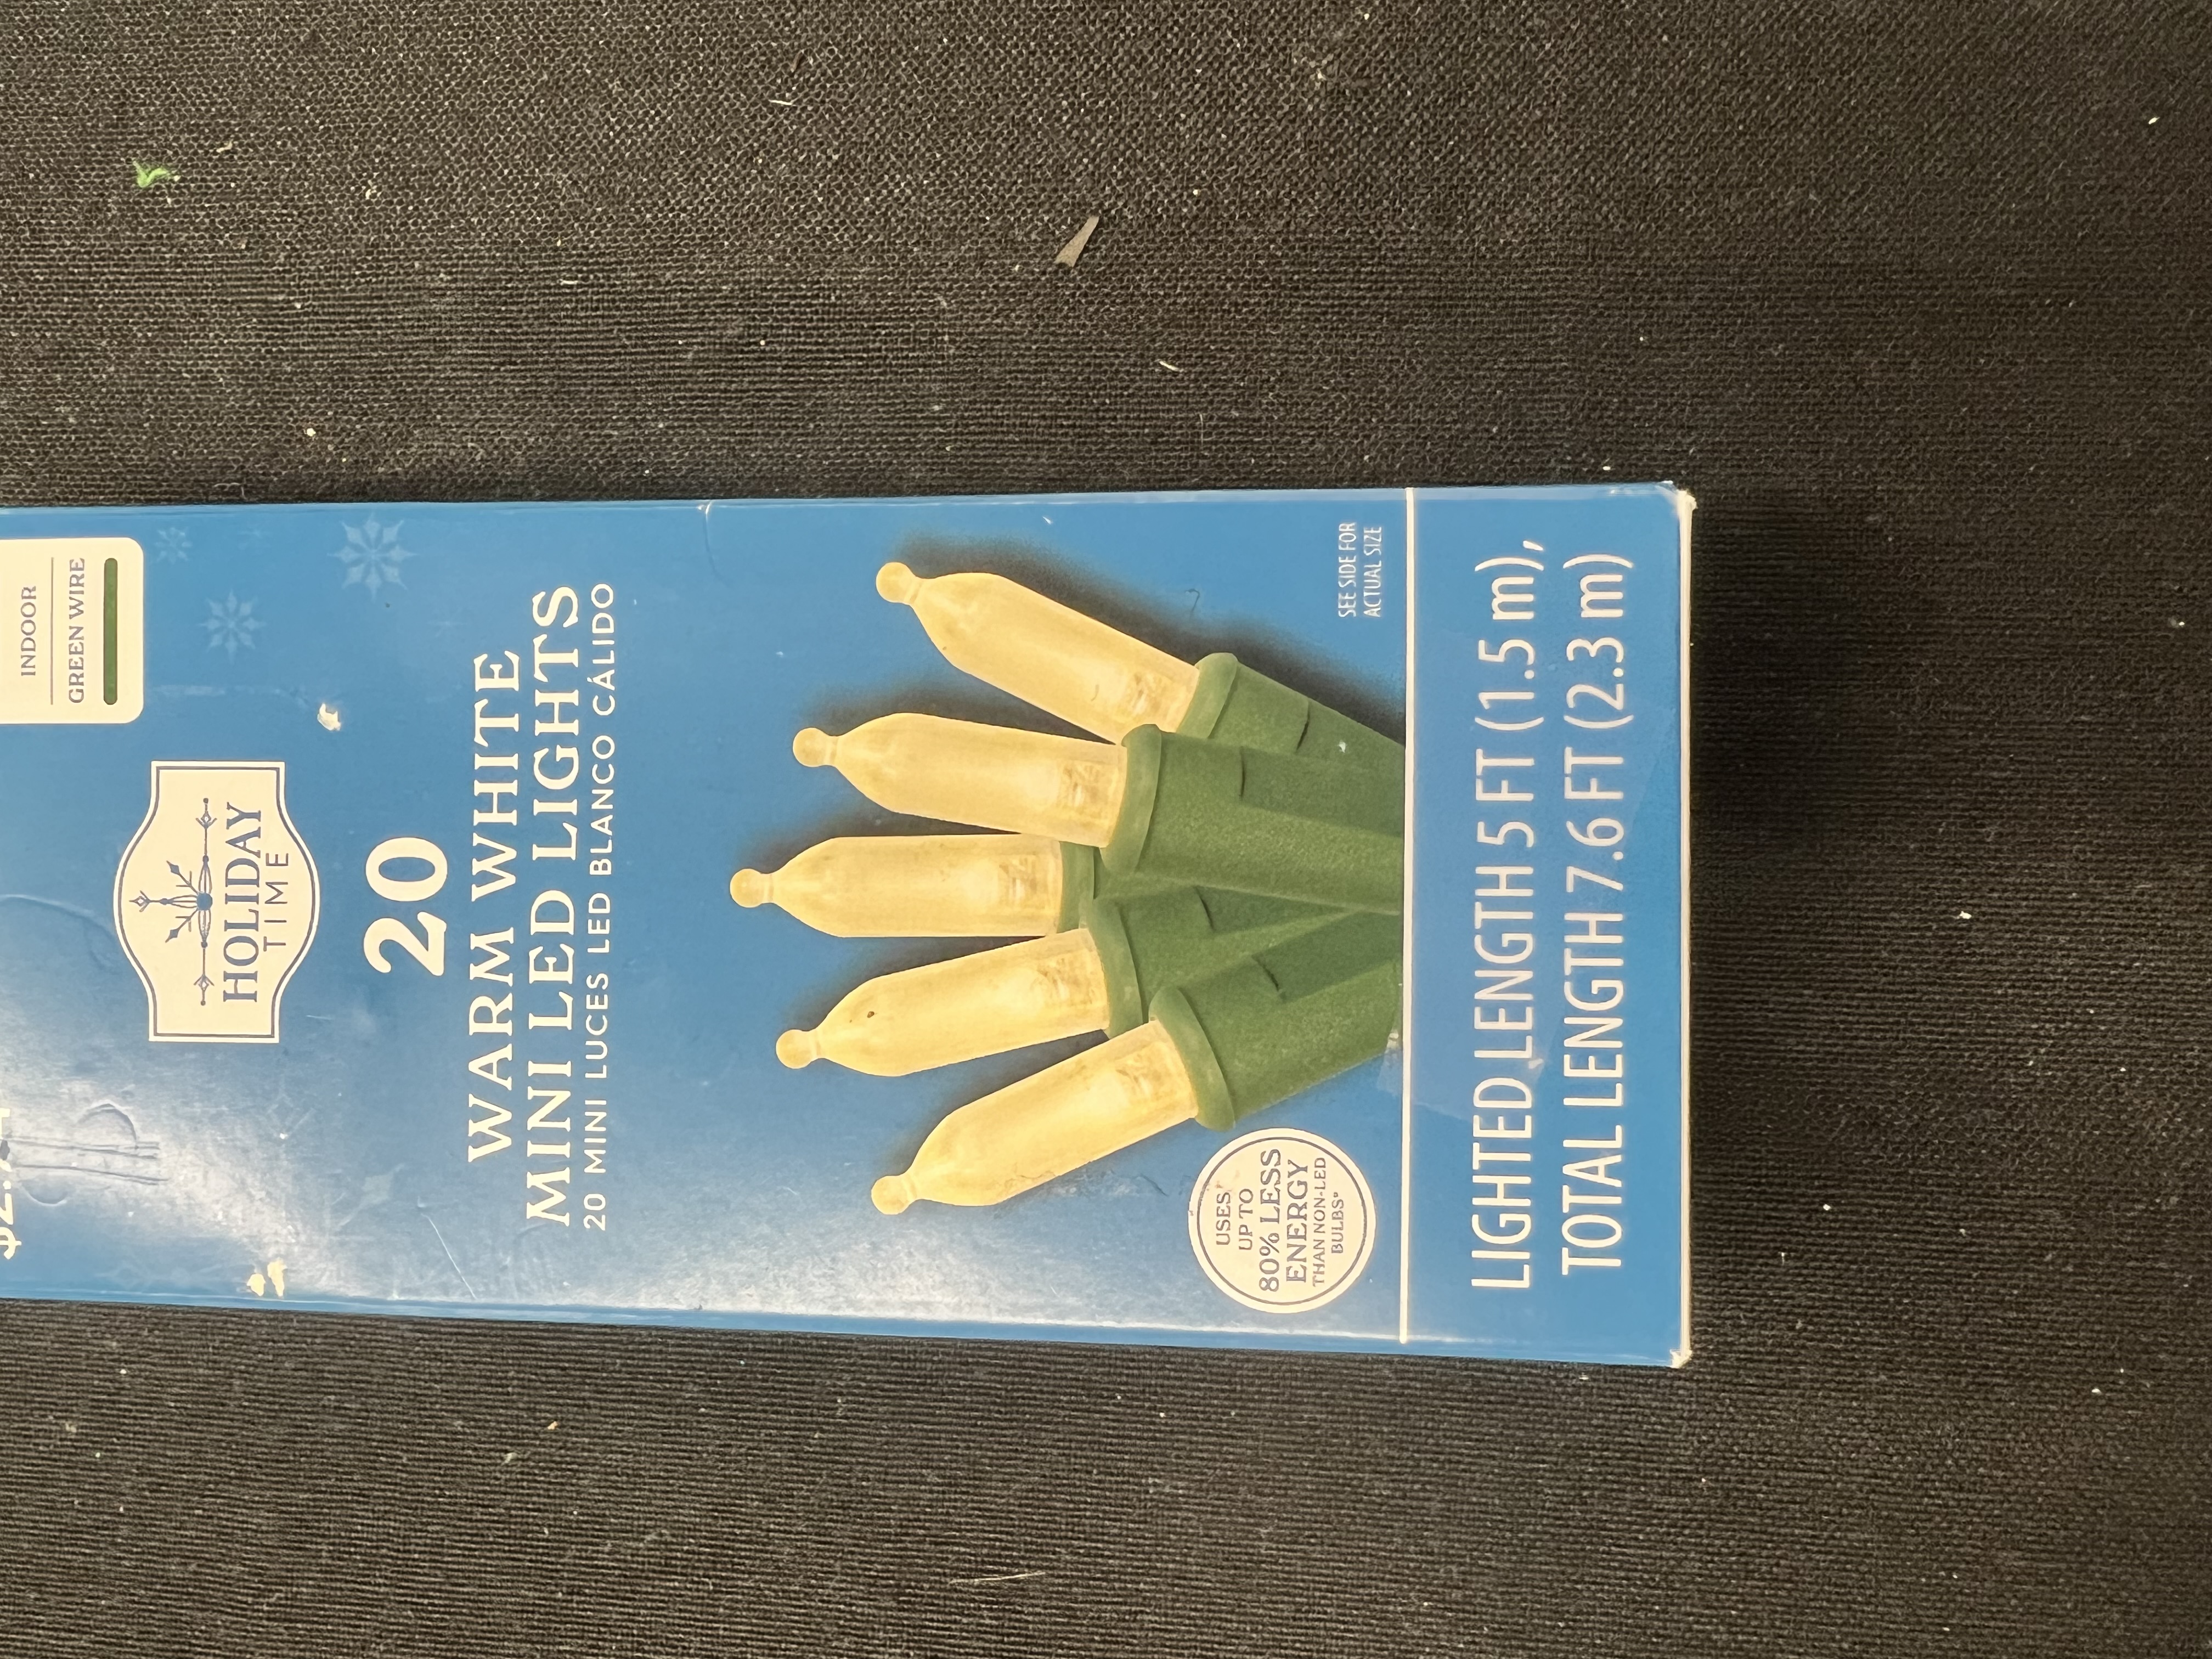 INDOOR
GREEN WIRE
HOLIDAY
TIME
20
WARM WHITE
MINI LED LIGHTS
20 MINI LUCES LED BLANCO CÁLIDO
SEE SIDE FOR
ACTUAL SIZE
USES
UP TO
80% LESS
ENERGY
THAN NON-LED
BULBS*
LIGHTED LENGTH 5 FT (1.5 m),
TOTAL LENGTH 7.6 FT (2.3 m)